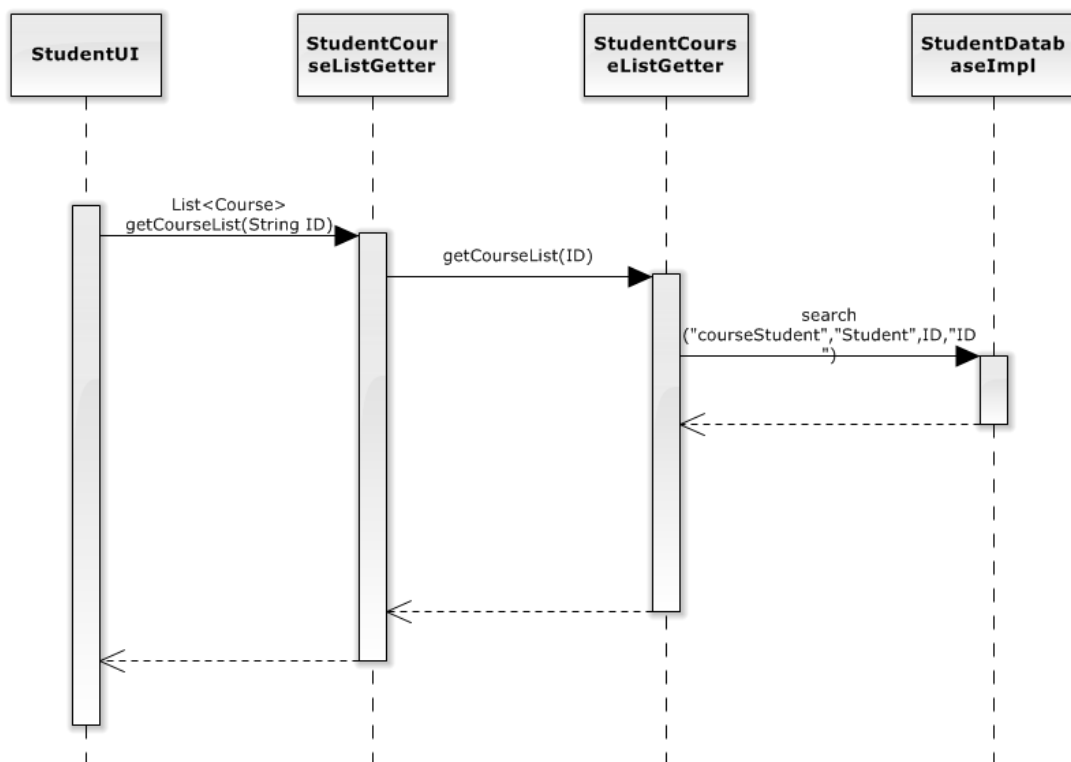 StudentUI
StudentCour
seListGetter
StudentCours
eListGetter
StudentDatab
aseImpl
List<Course>
getCourseList(String ID)
getCourseList(ID)
search
("courseStudent","Student",ID,"ID
")